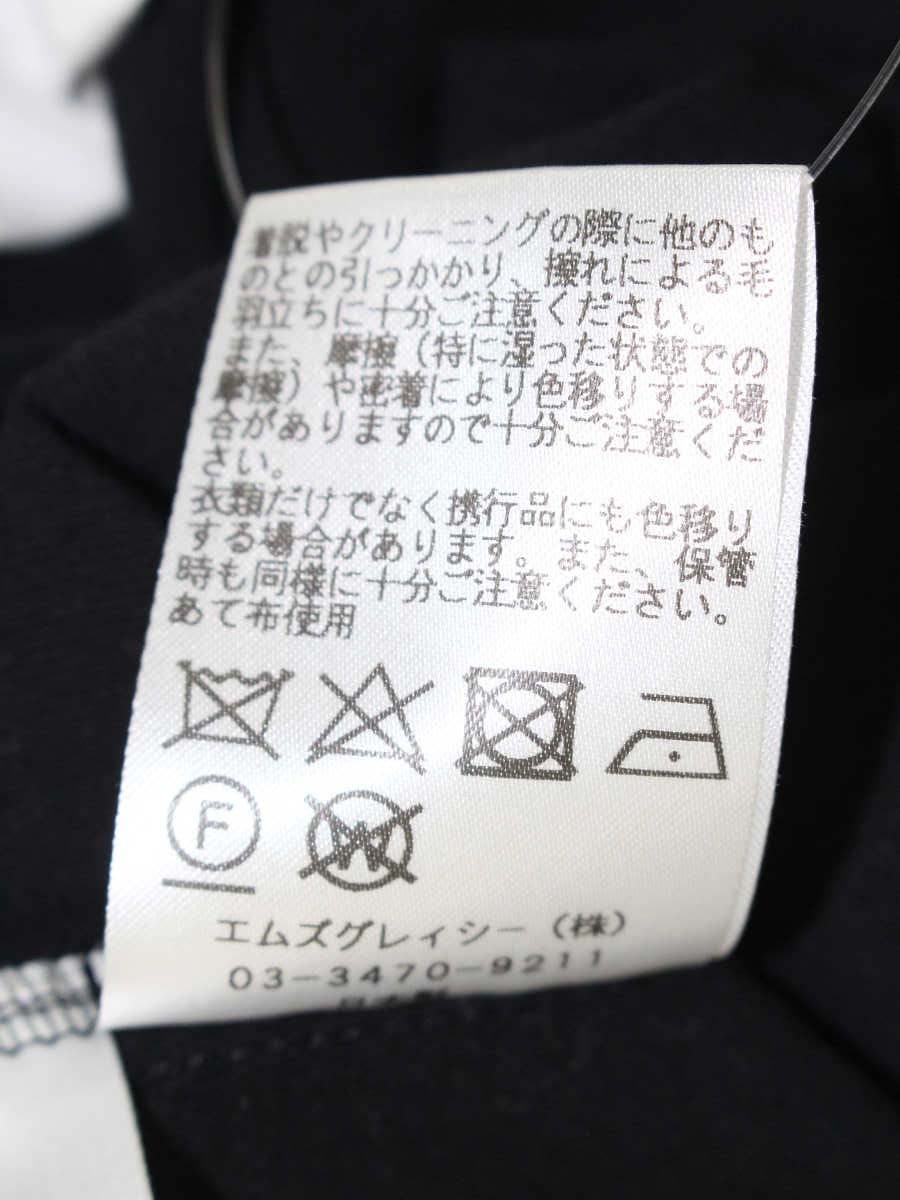 着脱やクリーニングの際に他のも
のとの引っかかり、擦れによる毛
羽立ちに十分ご注意ください。
また、摩擦（特に湿った状態での
摩擦）や密着により色移りする場
合がありますので十分ご注意くだ
さい。
衣類だけでなく携行品にも色移り
する場合があります。また、保管
時も同様に十分ご注意ください。
あて布使用
F
W
エムズグレィシー（株）
03-3470-9211
日本製